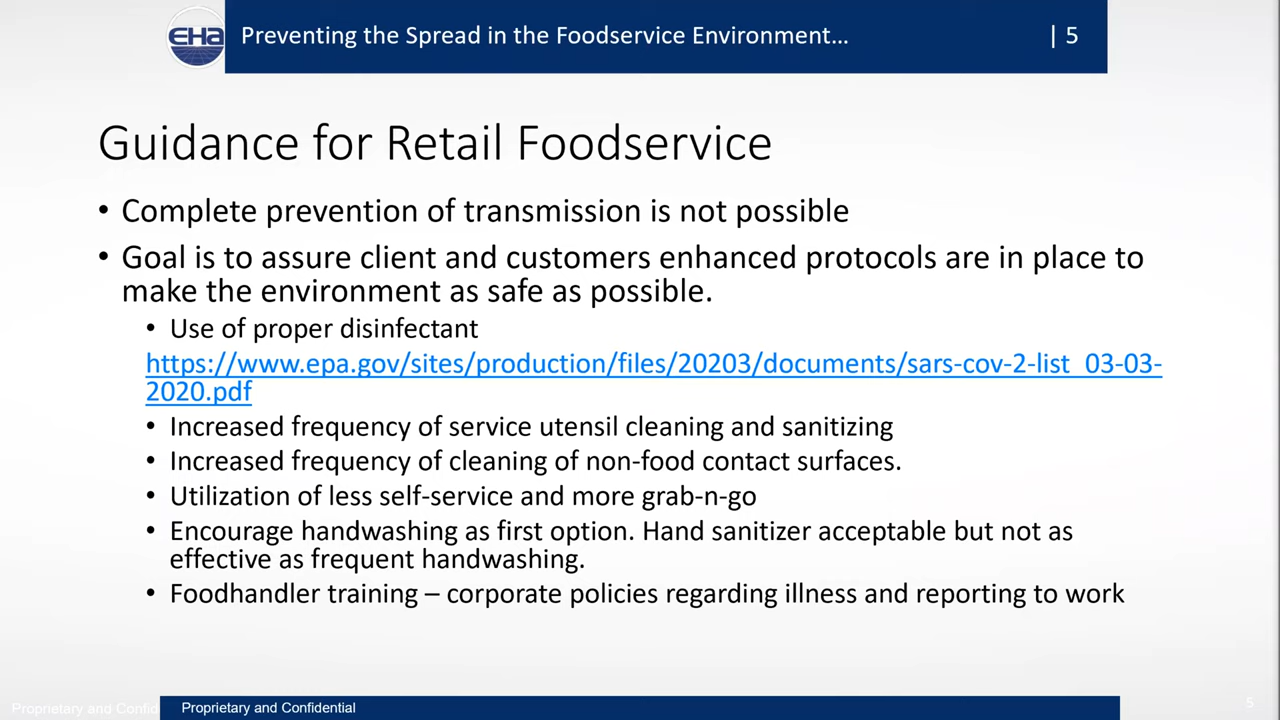 EHA
Preventing the Spread in the Foodservice Environment… | 5
Guidance for Retail Foodservice
• Complete prevention of transmission is not possible
• Goal is to assure client and customers enhanced protocols are in place to
make the environment as safe as possible.
• Use of proper disinfectant
https://www.epa.gov/sites/production/files/20203/documents/sars-cov-2-list_03-03-
2020.pdf
• Increased frequency of service utensil cleaning and sanitizing
• Increased frequency of cleaning of non-food contact surfaces.
• Utilization of less self-service and more grab-n-go
• Encourage handwashing as first option. Hand sanitizer acceptable but not as
effective as frequent handwashing.
• Foodhandler training – corporate policies regarding illness and reporting to work
Proprietary and Confid
Proprietary and Confidential
5